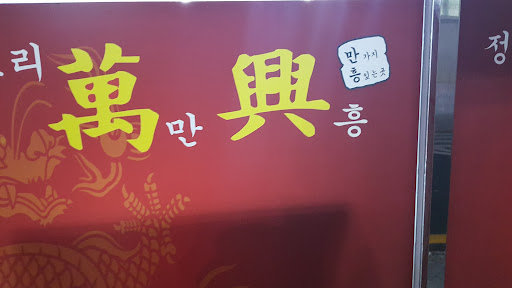 리 萬만 興흥
만가지
흥있는곳
정